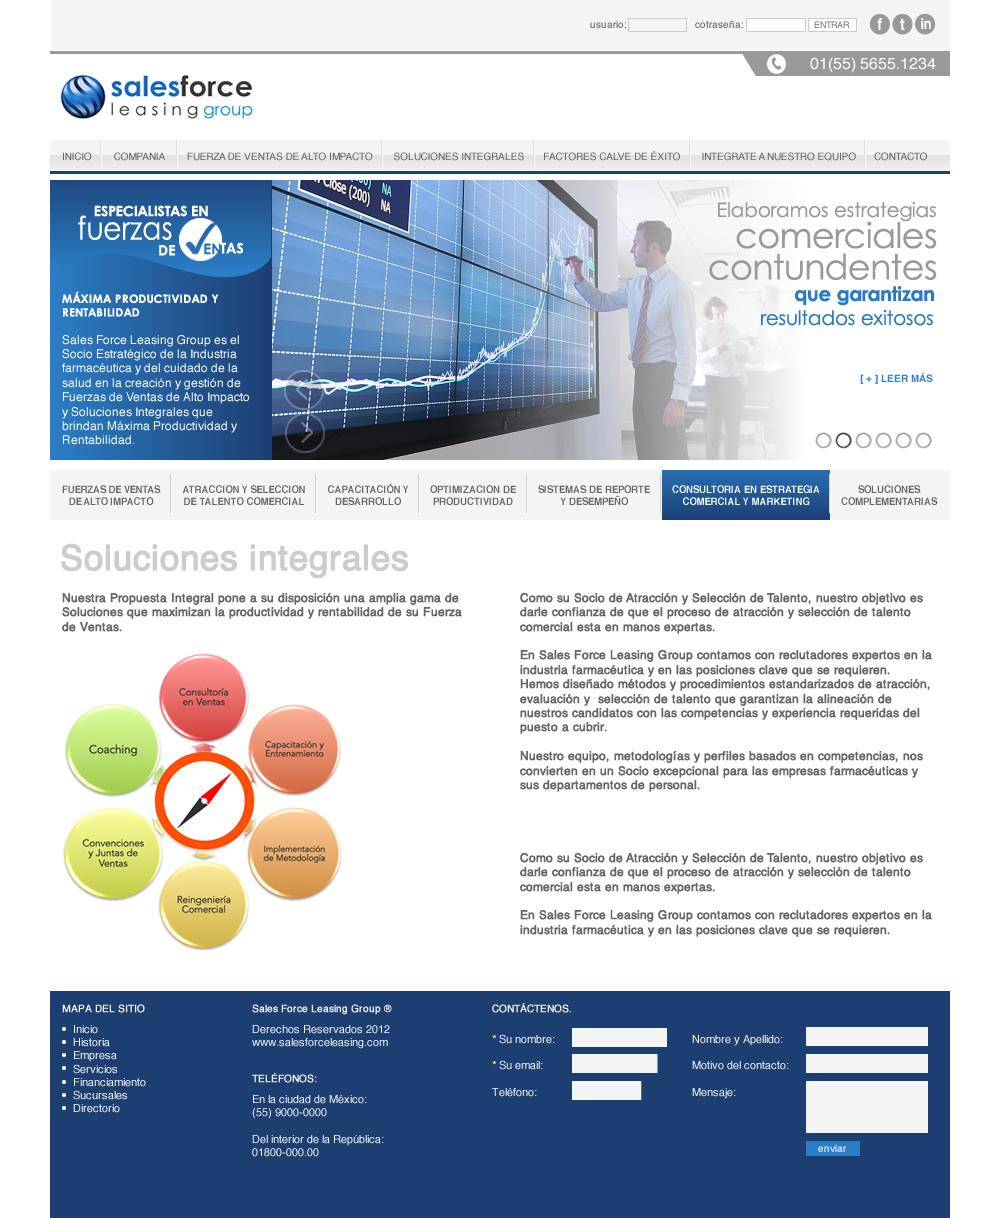 usuario:
cotraseña:
ENTRAR
f t in
01(55) 5655.1234
salesforce
leasing group
INICIO
COMPANIA
FUERZA DE VENTAS DE ALTO IMPACTO
SOLUCIONES INTEGRALES
FACTORES CALVE DE ÉXITO
INTEGRATE A NUESTRO EQUIPO
CONTACTO
ESPECIALISTAS EN
fuerzas
DE VENTAS
MÁXIMA PRODUCTIVIDAD Y
RENTABILIDAD
Sales Force Leasing Group es el
Socio Estratégico de la Industria
farmacéutica y del cuidado de la
salud en la creación y gestión de
Fuerzas de Ventas de Alto Impacto
y Soluciones Integrales que
brindan Máxima Productividad y
Rentabilidad.
NA
Close (200) NA
Elaboramos estrategias
comerciales
contundentes
que garantizan
resultados exitosos
[ + ] LEER MÁS
FUERZAS DE VENTAS
DE ALTO IMPACTO
ATRACCION Y SELECCION
DE TALENTO COMERCIAL
CAPACITACIÓN Y
DESARROLLO
OPTIMIZACION DE
PRODUCTIVIDAD
SISTEMAS DE REPORTE
Y DESEMPEÑO
CONSULTORIA EN ESTRATEGIA
COMERCIAL Y MARKETING
SOLUCIONES
COMPLEMENTARIAS
Soluciones integrales
Nuestra Propuesta Integral pone a su disposición una amplia gama de
Soluciones que maximizan la productividad y rentabilidad de su Fuerza
de Ventas.
Consultoría
en Ventas
Capacitación y
Entrenamiento
Coaching
Convenciones
y Juntas de
Ventas
Implementación
de Metodología
Reingeniería
Comercial
Como su Socio de Atracción y Selección de Talento, nuestro objetivo es
darle confianza de que el proceso de atracción y selección de talento
comercial esta en manos expertas.
En Sales Force Leasing Group contamos con reclutadores expertos en la
industria farmacéutica y en las posiciones clave que se requieren.
Hemos diseñado métodos y procedimientos estandarizados de atracción,
evaluación y  selección de talento que garantizan la alineación de
nuestros candidatos con las competencias y experiencia requeridas del
puesto a cubrir.
Nuestro equipo, metodologías y perfiles basados en competencias, nos
convierten en un Socio excepcional para las empresas farmacéuticas y
sus departamentos de personal.
Como su Socio de Atracción y Selección de Talento, nuestro objetivo es
darle confianza de que el proceso de atracción y selección de talento
comercial esta en manos expertas.
En Sales Force Leasing Group contamos con reclutadores expertos en la
industria farmacéutica y en las posiciones clave que se requieren.
MAPA DEL SITIO
Inicio
Historia
Empresa
Servicios
Financiamiento
Sucursales
Directorio
Sales Force Leasing Group ®
Derechos Reservados 2012
www.salesforceleasing.com
TELÉFONOS:
En la ciudad de México:
(55) 9000-0000
Del interior de la República:
01800-000.00
CONTÁCTENOS.
* Su nombre:
* Su email:
Teléfono:
Nombre y Apellido:
Motivo del contacto:
Mensaje:
enviar